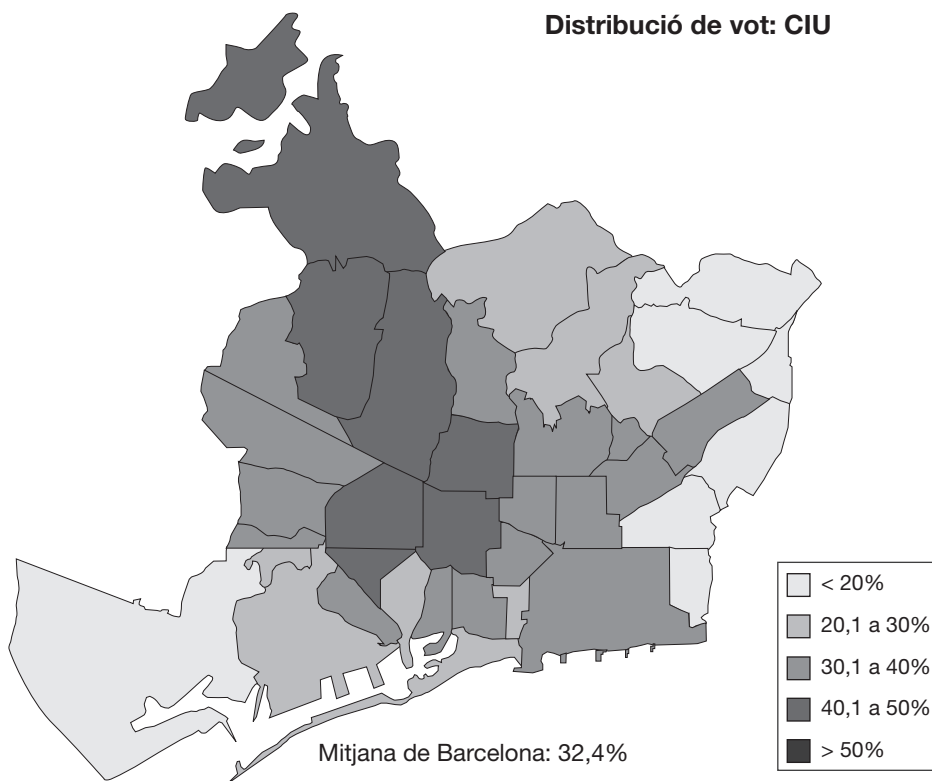 Distribució de vot: CIU
< 20%
20,1 a 30%
30,1 a 40%
40,1 a 50%
> 50%
Mitjana de Barcelona: 32,4%